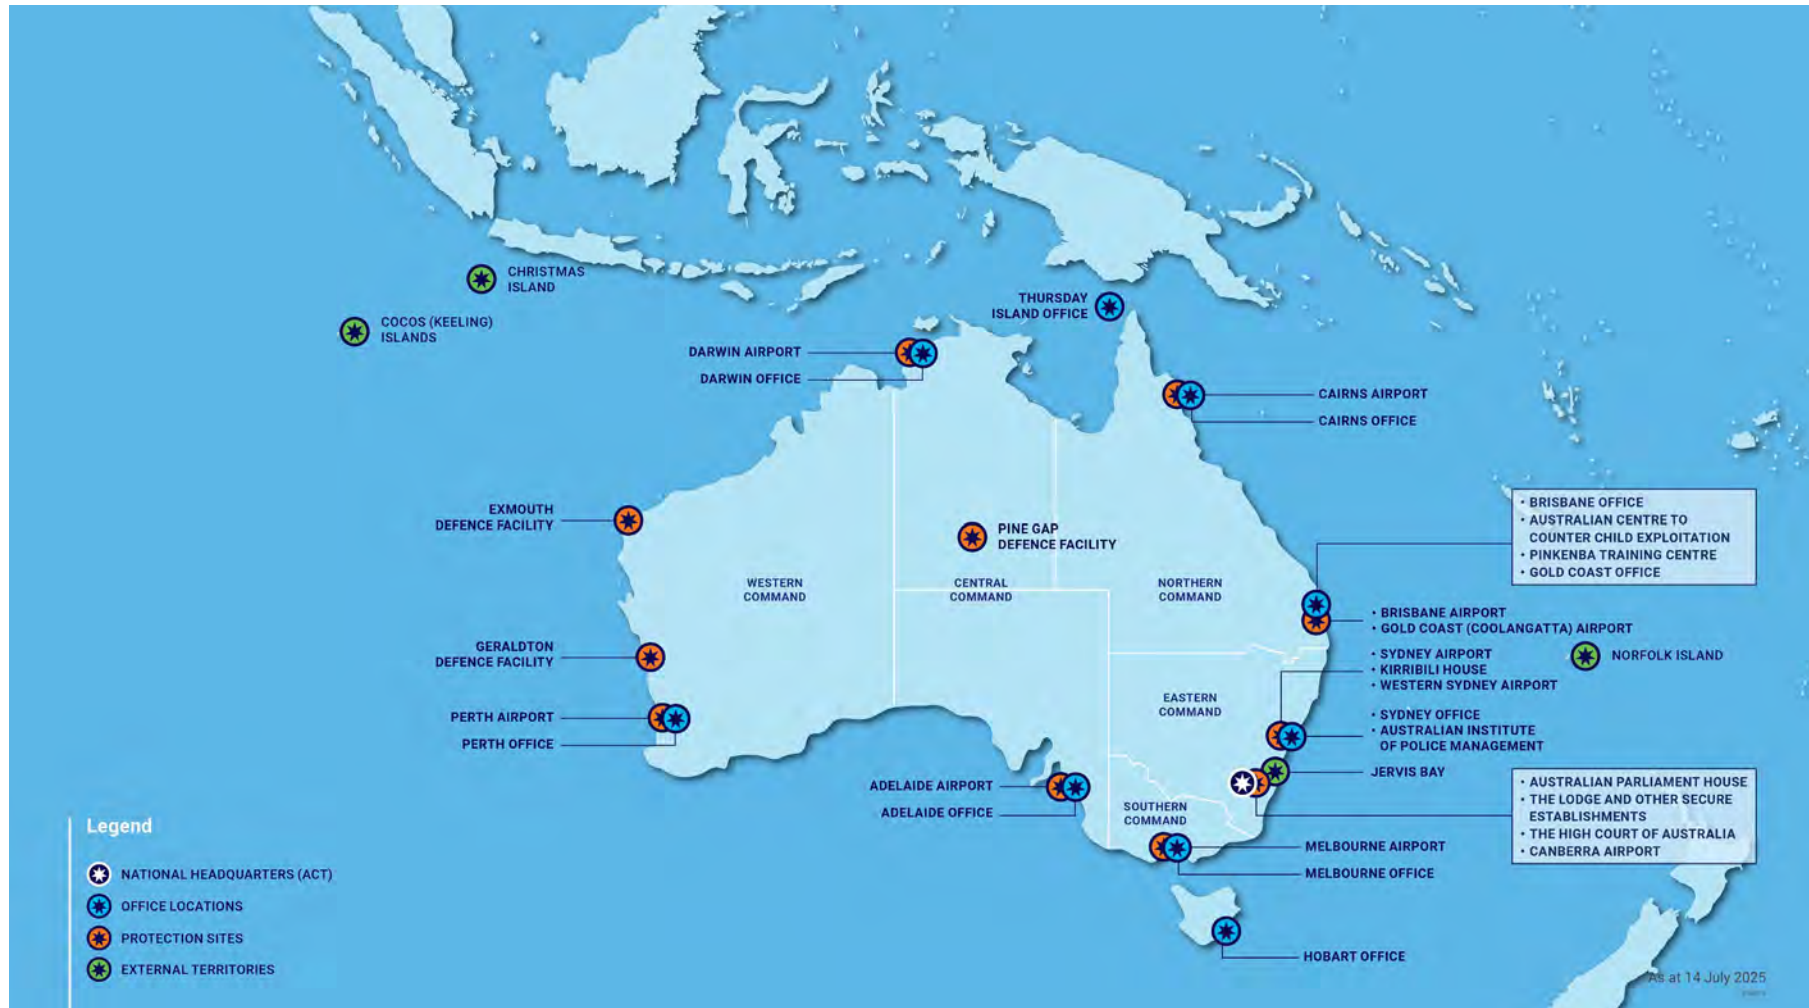 CHRISTMAS
ISLAND
COCOS (KEELING)
ISLANDS
THURSDAY
ISLAND OFFICE
DARWIN AIRPORT
DARWIN OFFICE
CAIRNS AIRPORT
CAIRNS OFFICE
EXMOUTH
DEFENCE FACILITY
PINE GAP
DEFENCE FACILITY
• BRISBANE OFFICE
• AUSTRALIAN CENTRE TO
COUNTER CHILD EXPLOITATION
• PINKENBA TRAINING CENTRE
• GOLD COAST OFFICE
WESTERN
COMMAND
CENTRAL
COMMAND
NORTHERN
COMMAND
• BRISBANE AIRPORT
• GOLD COAST (COOLANGATTA) AIRPORT
GERALDTON
DEFENCE FACILITY
• SYDNEY AIRPORT
• KIRRIBILI HOUSE
• WESTERN SYDNEY AIRPORT
NORFOLK ISLAND
EASTERN
COMMAND
PERTH AIRPORT
PERTH OFFICE
• SYDNEY OFFICE
• AUSTRALIAN INSTITUTE
OF POLICE MANAGEMENT
JERVIS BAY
ADELAIDE AIRPORT
ADELAIDE OFFICE
SOUTHERN
COMMAND
• AUSTRALIAN PARLIAMENT HOUSE
• THE LODGE AND OTHER SECURE
ESTABLISHMENTS
• THE HIGH COURT OF AUSTRALIA
• CANBERRA AIRPORT
MELBOURNE AIRPORT
MELBOURNE OFFICE
HOBART OFFICE
Legend
NATIONAL HEADQUARTERS (ACT)
OFFICE LOCATIONS
PROTECTION SITES
EXTERNAL TERRITORIES
As at 14 July 2025